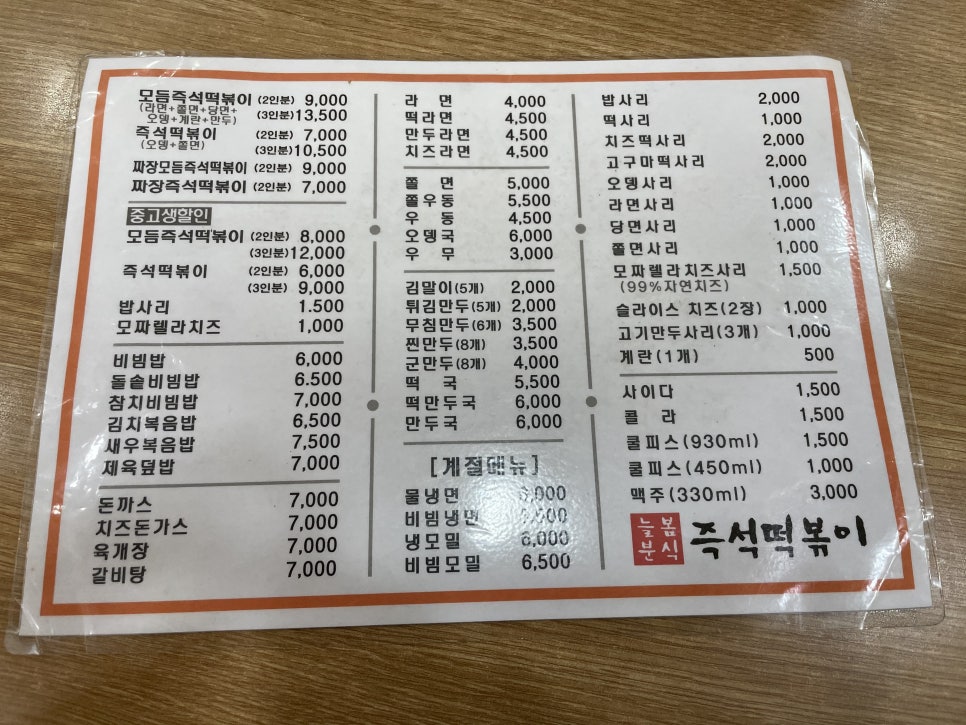 모듬즉석떡볶이 (2인분) 9,000
(라면+쫄면+당면+
오뎅+계란+만두) (3인분) 13,500
즉석떡볶이 (2인분) 7,000
(오뎅+쫄면)
(3인분) 10,500
짜장모듬즉석떡볶이 (2인분) 9,000
짜장즉석떡볶이 (2인분) 7,000
중고생할인
모듬즉석떡볶이 (2인분) 8,000
(3인분) 12,000
즉석떡볶이 (2인분) 6,000
(3인분) 9,000
밥사리 1.500
모짜렐라치즈 1,000
비빔밥 6,000
돌솥비빔밥 6.500
참치비빔밥 7,000
김치복음밥 6,500
새우복음밥 7,500
제육덮밥 7,000
돈까스 7,000
치즈돈가스 7,000
육개장 7,000
갈비탕 7,000
라 면 4,000
떡라면 4,500
만두라면 4,500
치즈라면 4,500
쫄 면 5,000
쫄우동 5,500
우 동 4,500
오뎅국 6,000
우 무 3,000
김말이(5개) 2,000
튀김만두(5개) 2,000
무침만두(6개) 3,500
찐만두(8개) 3,500
군만두(8개) 4,000
떡 국 5,500
떡만두국 6,000
만두국 6,000
[계절메뉴]
물냉면
비빔냉면
냉모밀 6,000
비빔모밀 6,500
밥사리 2,000
떡사리 1,000
치즈떡사리 2,000
고구마떡사리 2,000
오뎅사리 1,000
라면사리 1,000
당면사리 1,000
쫄면사리 1,000
모짜렐라치즈사리 1,500
(99%자연치즈)
슬라이스 치즈(2장) 1,000
고기만두사리(3개) 1,000
계란(1개) 500
사이다 1,500
콜 라 1,500
쿨피스(930ml) 1,500
쿨피스(450ml) 1,000
맥주(330ml) 3,000
늘봄분식 즉석떡볶이